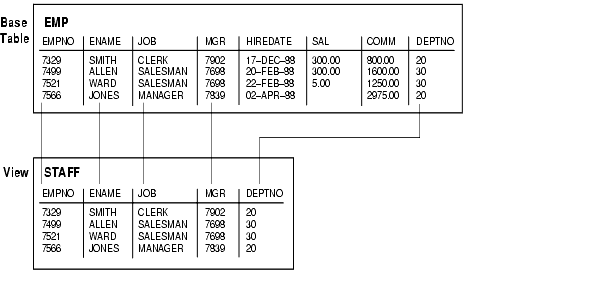 Base Table
EMP
EMPNO ENAME JOB MGR HIREDATE SAL COMM DEPTNO
7329 SMITH CLERK 7902 17–DEC–88 300.00 800.00 20
7499 ALLEN SALESMAN 7698 20–FEB–88 300.00 1600.00 30
7521 WARD SALESMAN 7698 22–FEB–88 5.00 1250.00 30
7566 JONES MANAGER 7839 02–APR–88 2975.00 20
View STAFF
EMPNO ENAME JOB MGR DEPTNO
7329 SMITH CLERK 7902 20
7499 ALLEN SALESMAN 7698 30
7521 WARD SALESMAN 7698 30
7566 JONES MANAGER 7839 20